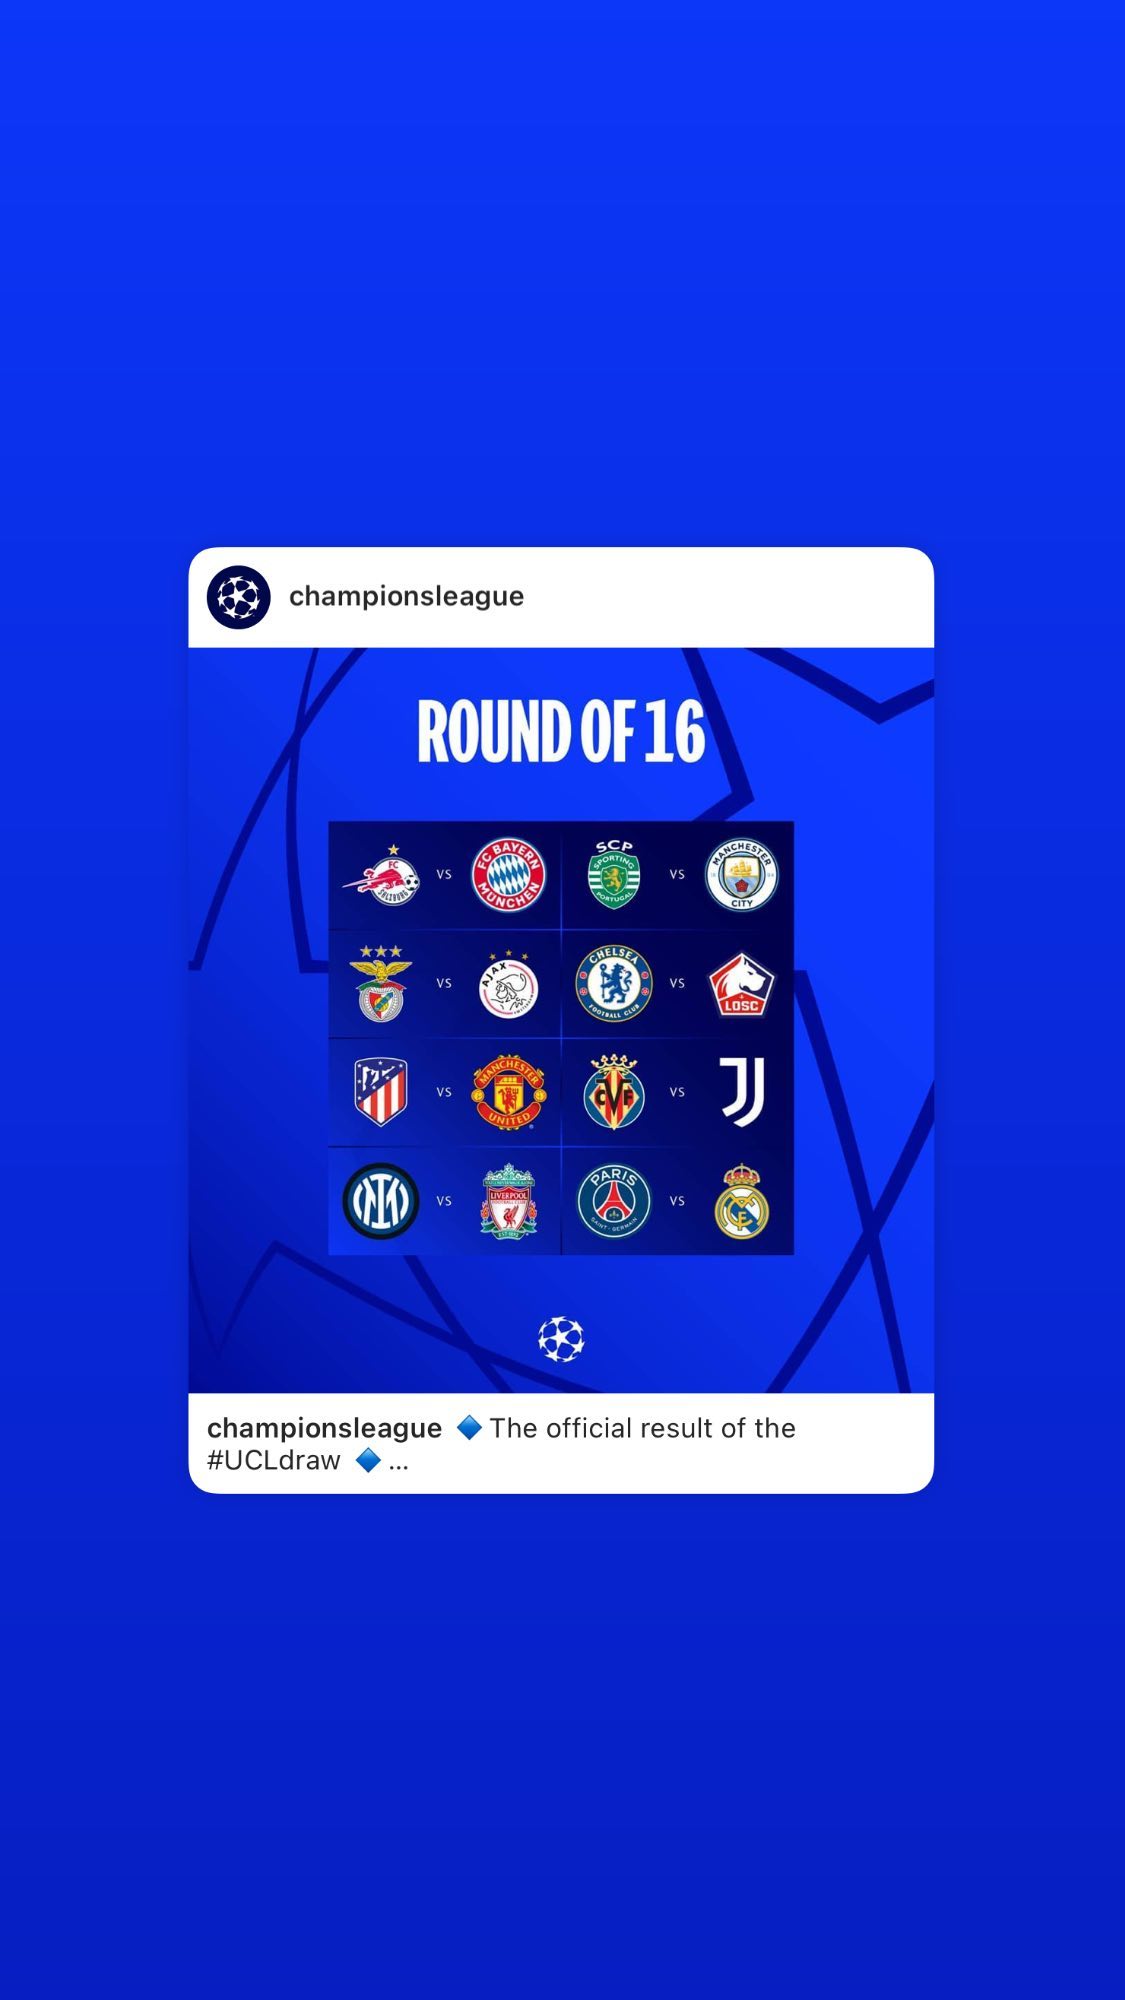 championsleague
ROUND OF 16
FC
SALZBURG
VS
FC BAYERN
MÜNCHEN
SCP
SPORTING
PORTUGAL
VS
MANCHESTER
CITY
VS
AJAX
CHELSEA
FOOTBALL CLUB
VS
LOSC
VS
MANCHESTER
UNITED
CVF
VS
VS
LIVERPOOL
FOOTBALL CLUB
EST 1892
PARIS
SAINT-GERMAIN
VS
championsleague 🔷 The official result of the
#UCLdraw 🔷 ...